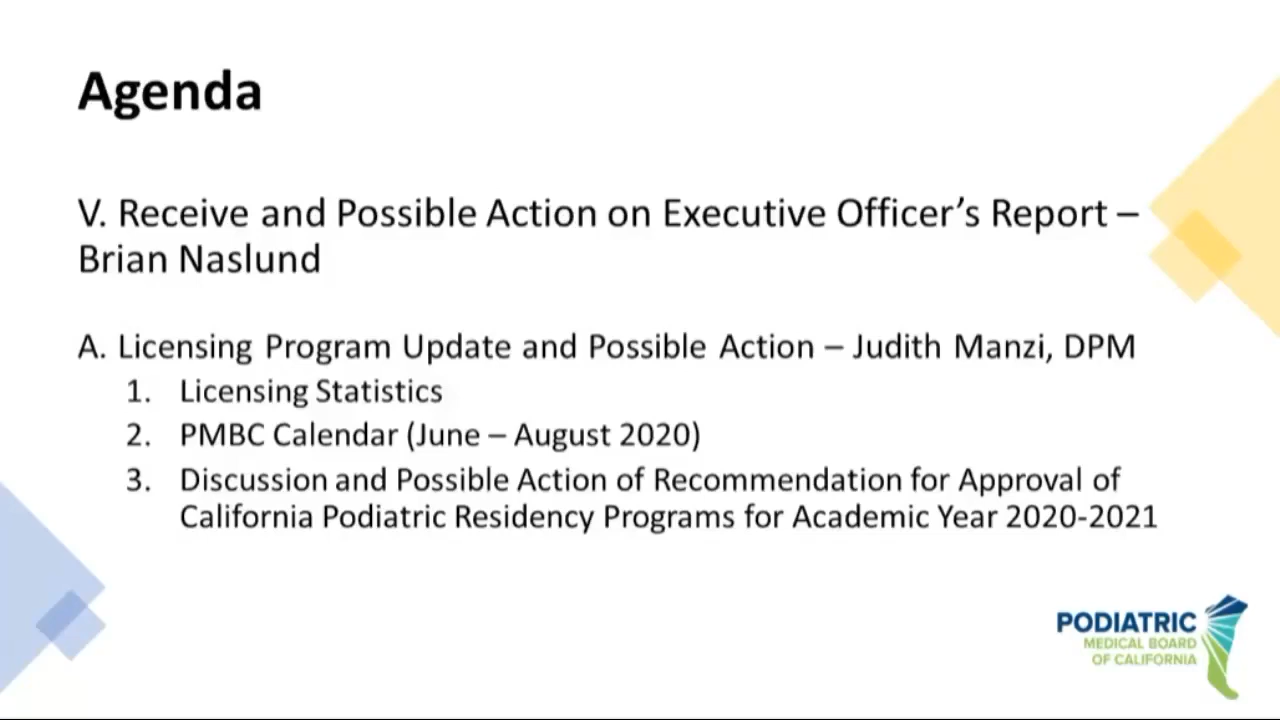 Agenda
V. Receive and Possible Action on Executive Officer’s Report –
Brian Naslund
A. Licensing Program Update and Possible Action – Judith Manzi, DPM
1. Licensing Statistics
2. PMBC Calendar (June – August 2020)
3. Discussion and Possible Action of Recommendation for Approval of
California Podiatric Residency Programs for Academic Year 2020-2021
PODIATRIC
MEDICAL BOARD
OF CALIFORNIA